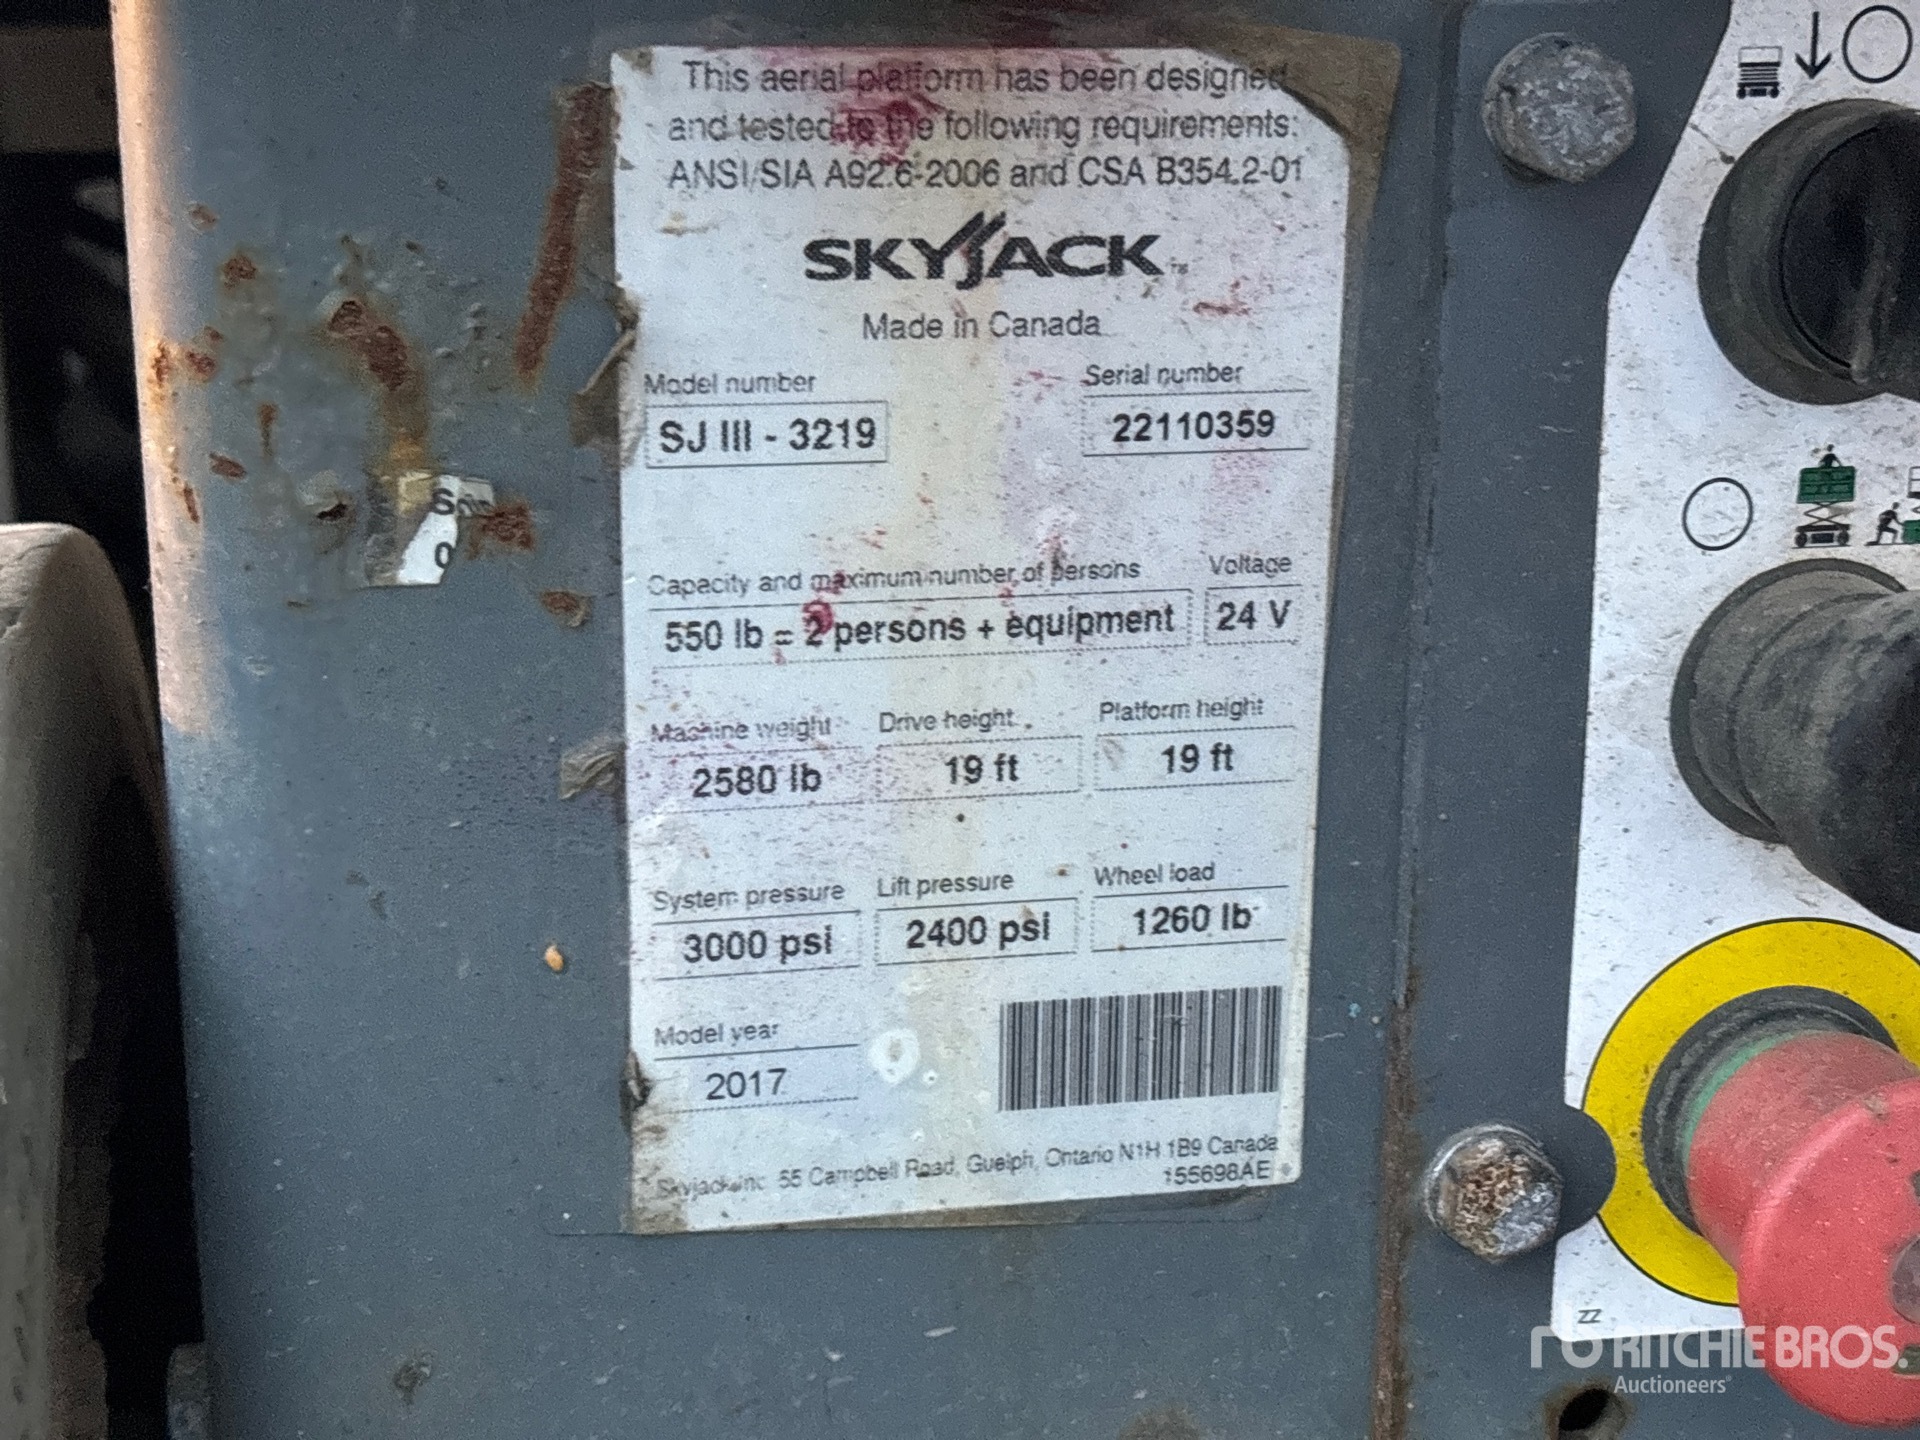 This aerial platform has been designed
and tested to the following requirements:
ANSI/SIA A92.6-2006 and CSA B354.2-01
SKYJACK TM
Made in Canada
Model number
SJ III - 3219
Serial number
22110359
Capacity and maximum number of persons
550 lb = 2 persons + equipment
Voltage
24 V
Machine weight
2580 lb
Drive height
19 ft
Platform height
19 ft
System pressure
3000 psi
Lift pressure
2400 psi
Wheel load
1260 lb
Model year
2017
Skyjack Inc. 55 Campbell Road, Guelph, Ontario N1H 1B9 Canada
155698AE
0
ZZ
RITCHIE BROS.
Auctioneers